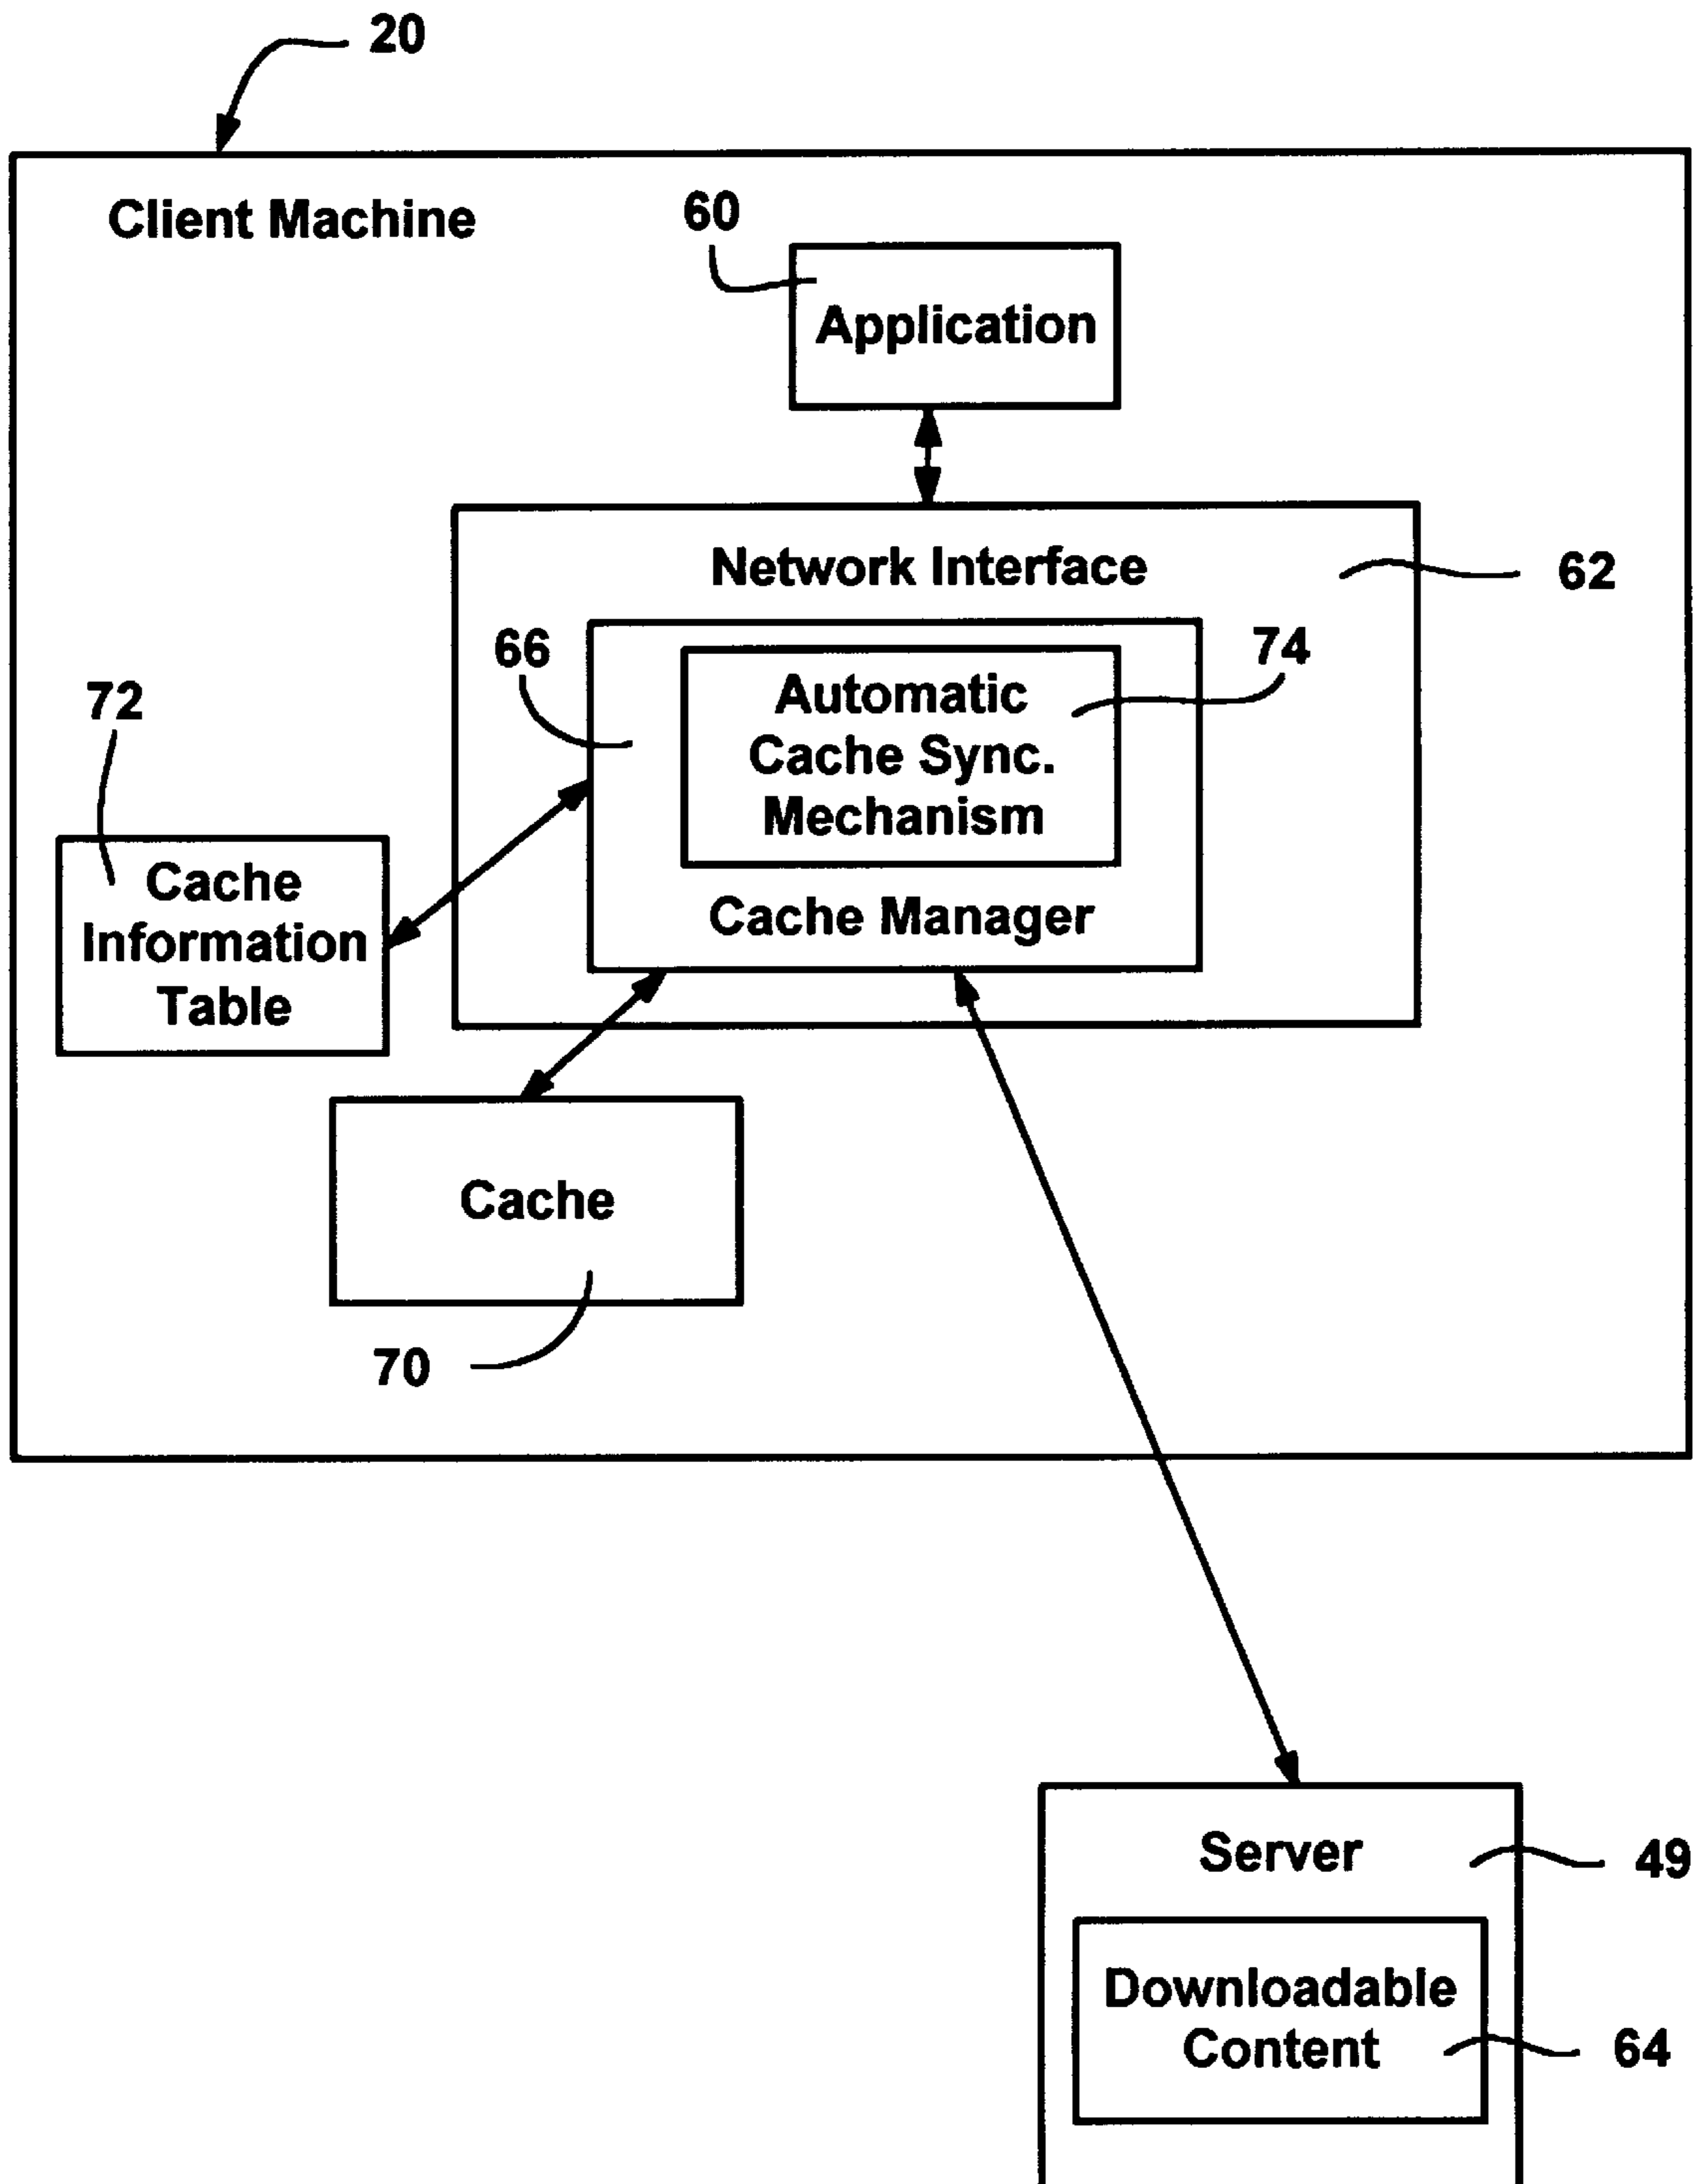 20
Client Machine
60
Application
Network Interface
62
66
74
Automatic
Cache Sync.
Mechanism
72
Cache
Information
Table
Cache Manager
Cache
70
Server
49
Downloadable
Content
64